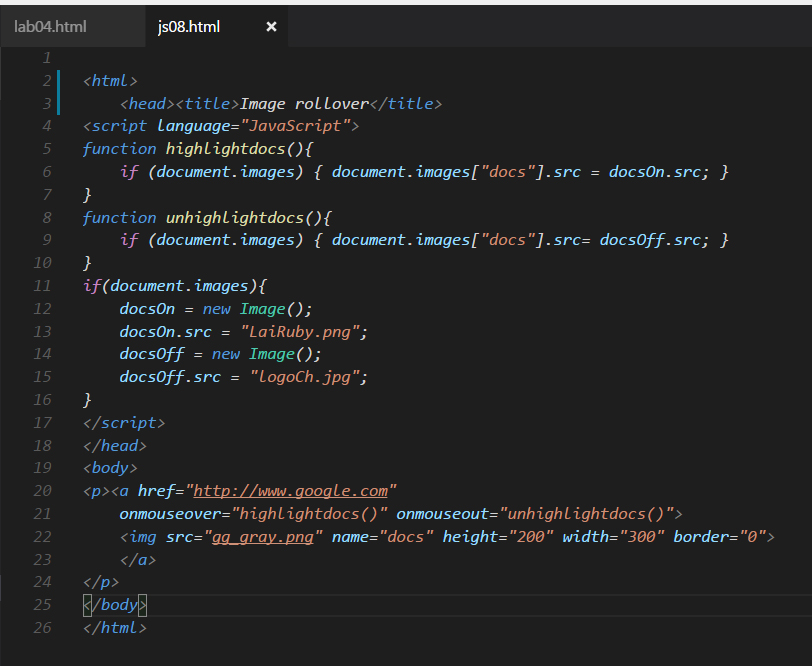 lab04.html js08.html ×
1
2 <html>
3 <head><title>Image rollover</title>
4 <script language="JavaScript">
5 function highlightdocs(){
6 if (document.images) { document.images["docs"].src = docsOn.src; }
7 }
8 function unhighlightdocs(){
9 if (document.images) { document.images["docs"].src= docsOff.src; }
10 }
11 if(document.images){
12 docsOn = new Image();
13 docsOn.src = "LaiRuby.png";
14 docsOff = new Image();
15 docsOff.src = "logoCh.jpg";
16 }
17 </script>
18 </head>
19 <body>
20 <p><a href="http://www.google.com"
21 onmouseover="highlightdocs()" onmouseout="unhighlightdocs()">
22 <img src="gg_gray.png" name="docs" height="200" width="300" border="0">
23 </a>
24 </p>
25 </body>
26 </html>